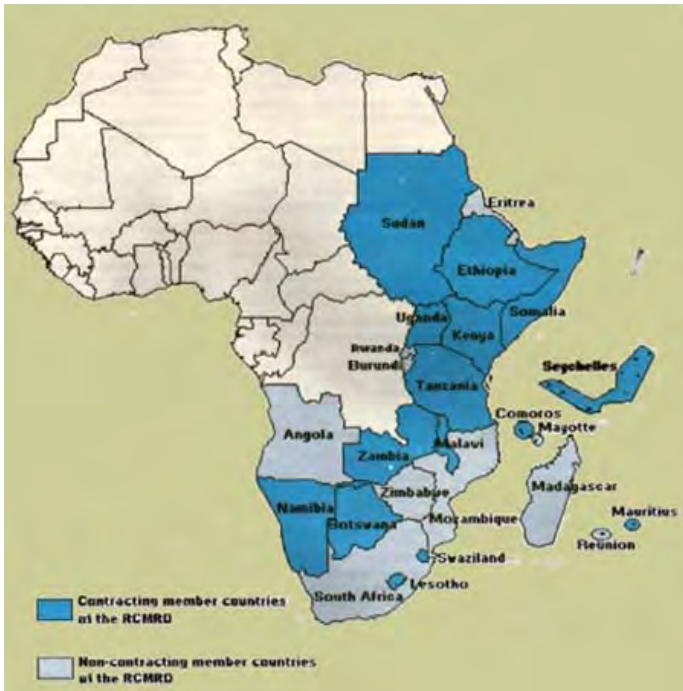 Eritrea
Sudan
Ethiopia
Somalia
Uganda
Kenya
Rwanda
Burundi
Seychelles
Tanzania
Comoros
Mayotte
Angola
Malawi
Zambia
Madagascar
Zimbabwe
Namibia
Mozambique
Mauritius
Botswana
Reunion
Swaziland
Lesotho
South Africa
Contracting member countries
of the RCMRD
Non-contracting member countries
of the RCMRD